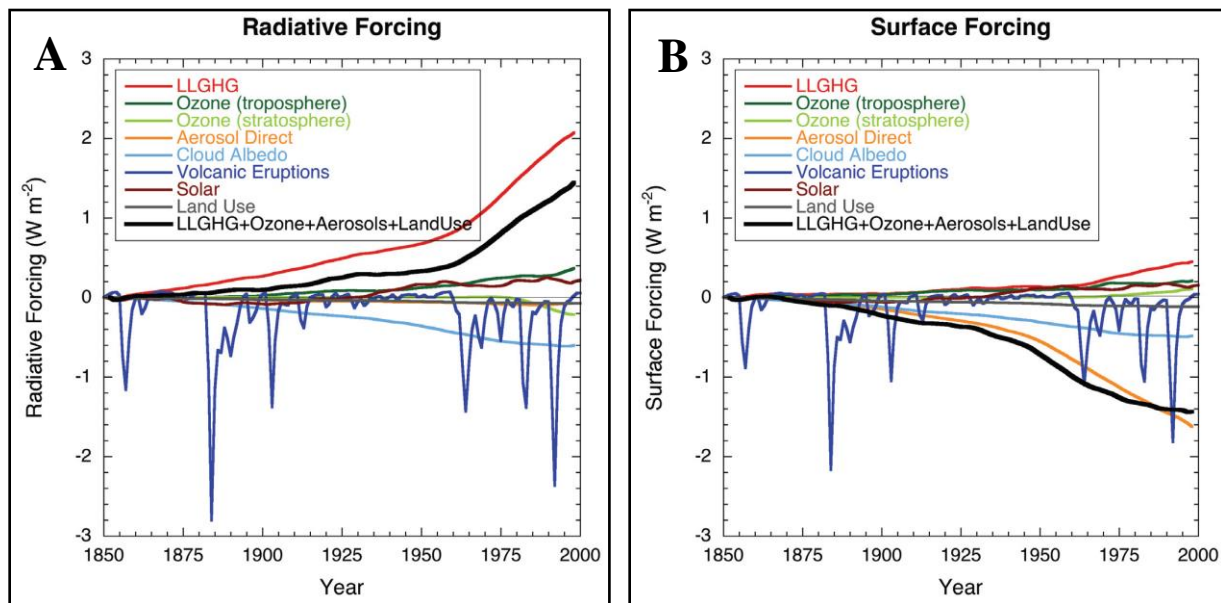 Radiative Forcing
A
3
2
1
0
-1
-2
-3
Radiative Forcing (W m-2)
LLGHG
Ozone (troposphere)
Ozone (stratosphere)
Aerosol Direct
Cloud Albedo
Volcanic Eruptions
Solar
Land Use
LLGHG+Ozone+Aerosols+LandUse
1850 1875 1900 1925 1950 1975 2000
Year
Surface Forcing
B
3
2
1
0
-1
-2
-3
Surface Forcing (W m-2)
LLGHG
Ozone (troposphere)
Ozone (stratosphere)
Aerosol Direct
Cloud Albedo
Volcanic Eruptions
Solar
Land Use
LLGHG+Ozone+Aerosols+LandUse
1850 1875 1900 1925 1950 1975 2000
Year